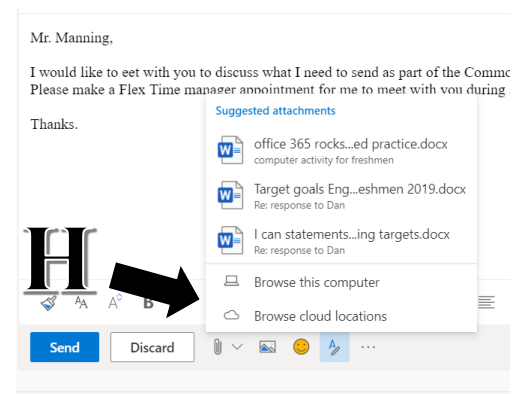 Mr. Manning,
I would like to eet with you to discuss what I need to send as part of the Commo
Please make a Flex Time manager appointment for me to meet with you during
Thanks.
Suggested attachments
office 365 rocks...ed practice.docx
computer activity for freshmen
Target goals Eng...eshmen 2019.docx
Re: response to Dan
I can statements...ing targets.docx
Re: response to Dan
Browse this computer
Browse cloud locations
H
B
Send Discard